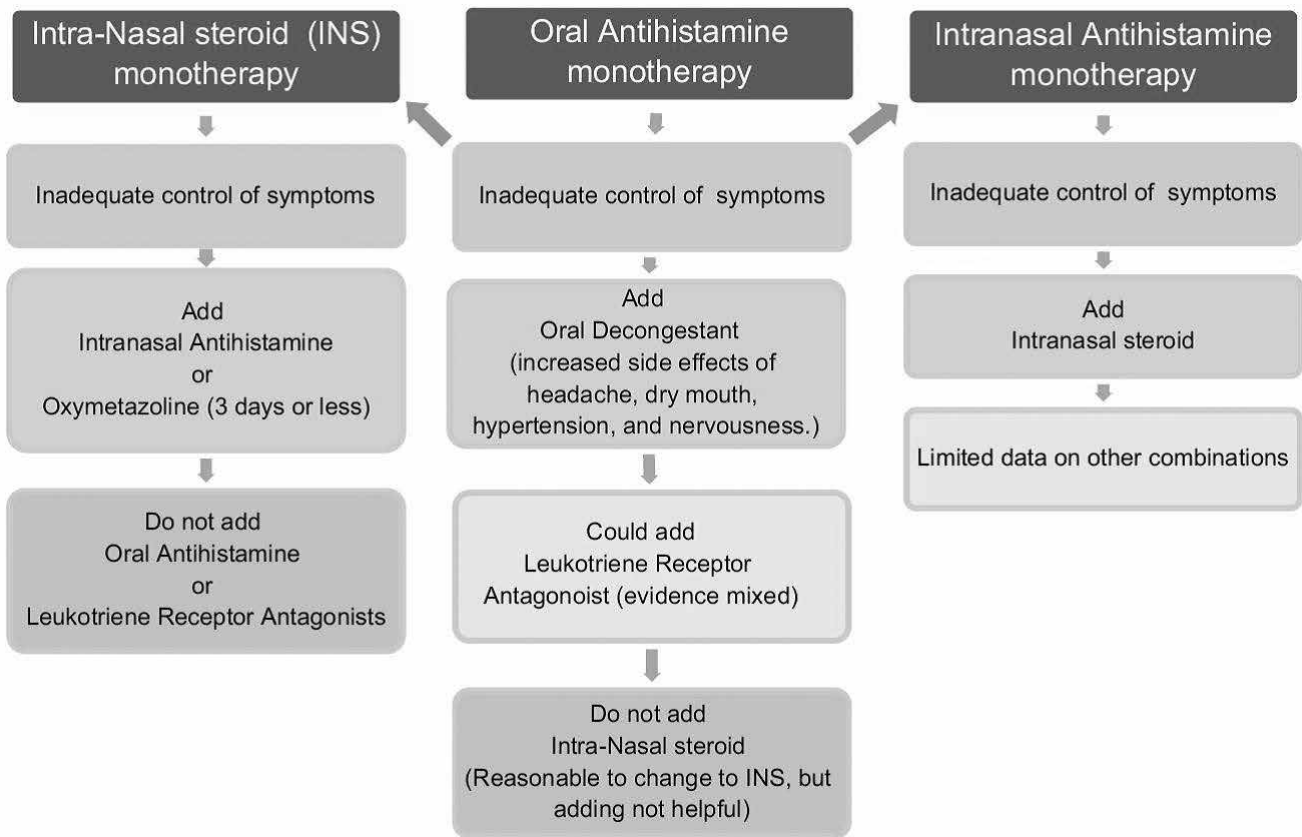 Intra-Nasal steroid (INS)
monotherapy
Inadequate control of symptoms
Add
Intranasal Antihistamine
or
Oxymetazoline (3 days or less)
Do not add
Oral Antihistamine
or
Leukotriene Receptor Antagonists
Oral Antihistamine
monotherapy
Inadequate control of symptoms
Add
Oral Decongestant
(increased side effects of
headache, dry mouth,
hypertension, and nervousness.)
Could add
Leukotriene Receptor
Antagonoist (evidence mixed)
Do not add
Intra-Nasal steroid
(Reasonable to change to INS, but
adding not helpful)
Intranasal Antihistamine
monotherapy
Inadequate control of symptoms
Add
Intranasal steroid
Limited data on other combinations